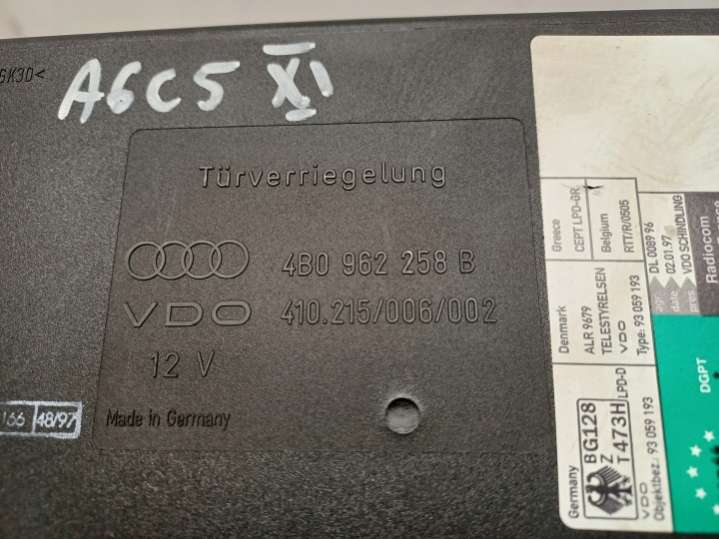 GK30<
A6C5 XI
Türverriegelung
4B0 962 258 B
VDO 410.215/006/002
12 V
Made in Germany
166 48/97
Greece
CEPT LPD-GR
Belgium
RTT/R/0505
Denmark
ALR 9679
TELESTYRELSEN
VDO
Type: 93 059 193
Germany
BG128
Z
T473H
LPD-D
VDO
Objektbez.: 93 059 193
DL 008996
date 02.01.97
VDO SCHINDLING
Radiocom
DGPT